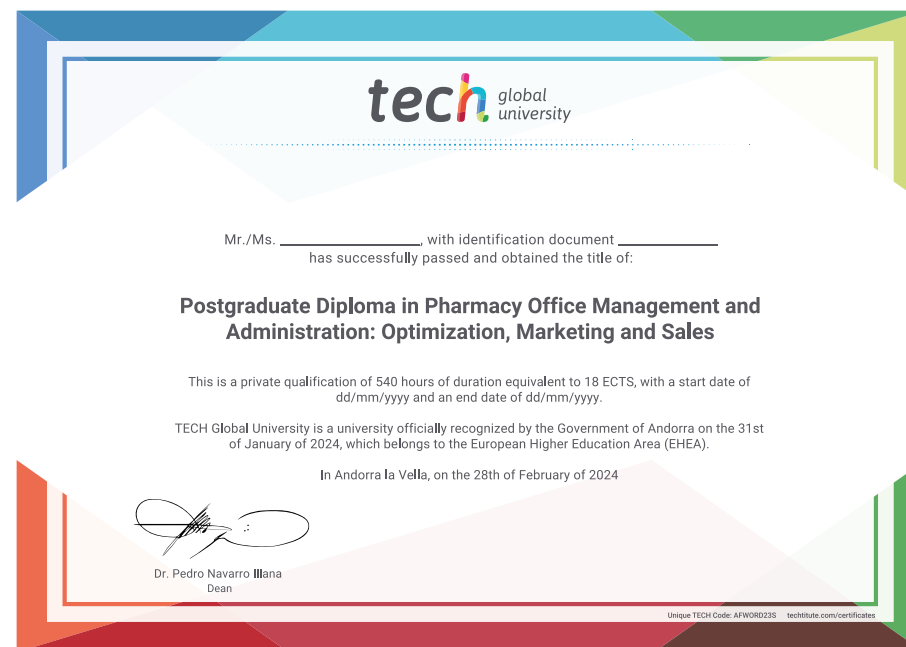 tech global
university
Mr./Ms. ____________, with identification document ____________
has successfully passed and obtained the title of:
Postgraduate Diploma in Pharmacy Office Management and
Administration: Optimization, Marketing and Sales
This is a private qualification of 540 hours of duration equivalent to 18 ECTS, with a start date of
dd/mm/yyyy and an end date of dd/mm/yyyy.
TECH Global University is a university officially recognized by the Government of Andorra on the 31st
of January of 2024, which belongs to the European Higher Education Area (EHEA).
In Andorra la Vella, on the 28th of February of 2024
Dr. Pedro Navarro Illana
Dean
Unique TECH Code: AFWORD23S techtitute.com/certificates